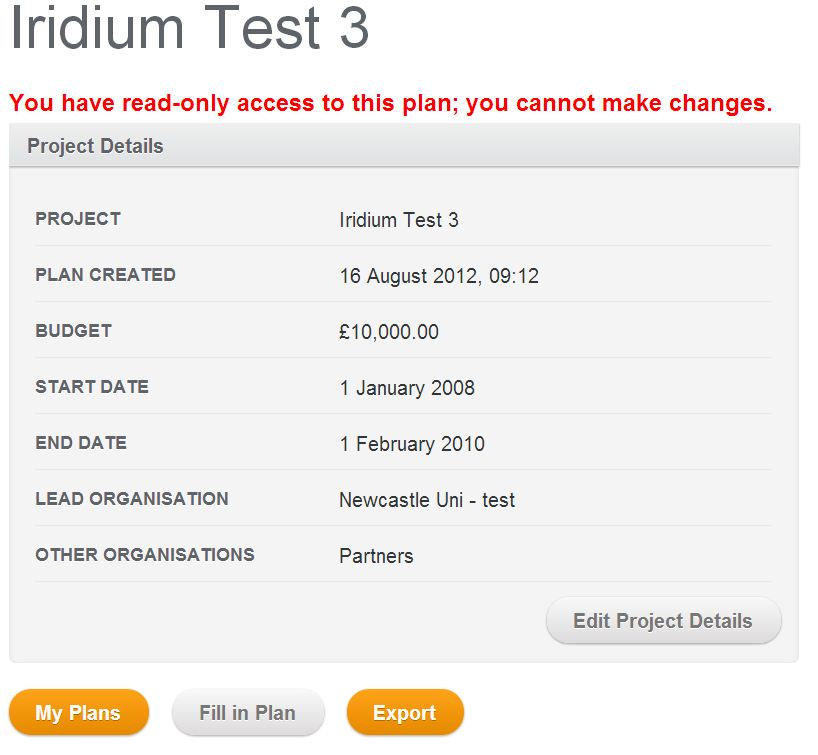 Iridium Test 3
You have read-only access to this plan; you cannot make changes.
Project Details
PROJECT Iridium Test 3
PLAN CREATED 16 August 2012, 09:12
BUDGET £10,000.00
START DATE 1 January 2008
END DATE 1 February 2010
LEAD ORGANISATION Newcastle Uni - test
OTHER ORGANISATIONS Partners
Edit Project Details
My Plans Fill in Plan Export